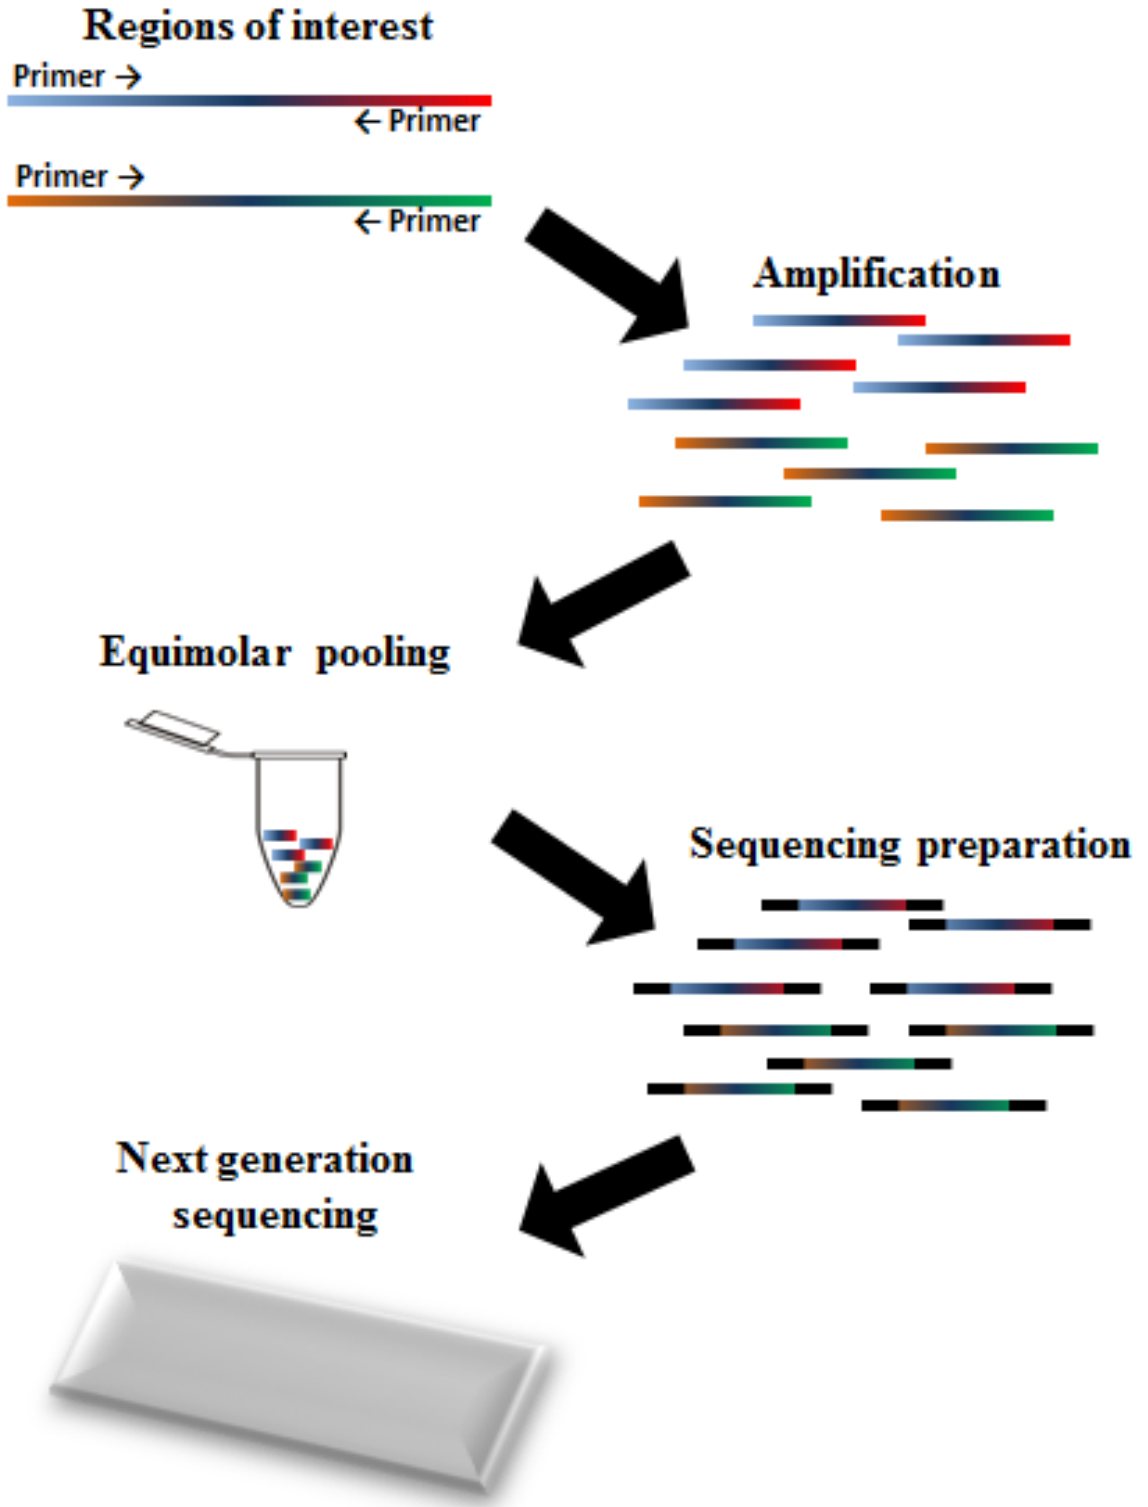 Regions of interest
Primer →
← Primer
Primer →
← Primer
Amplification
Equimolar pooling
Sequencing preparation
Next generation
sequencing